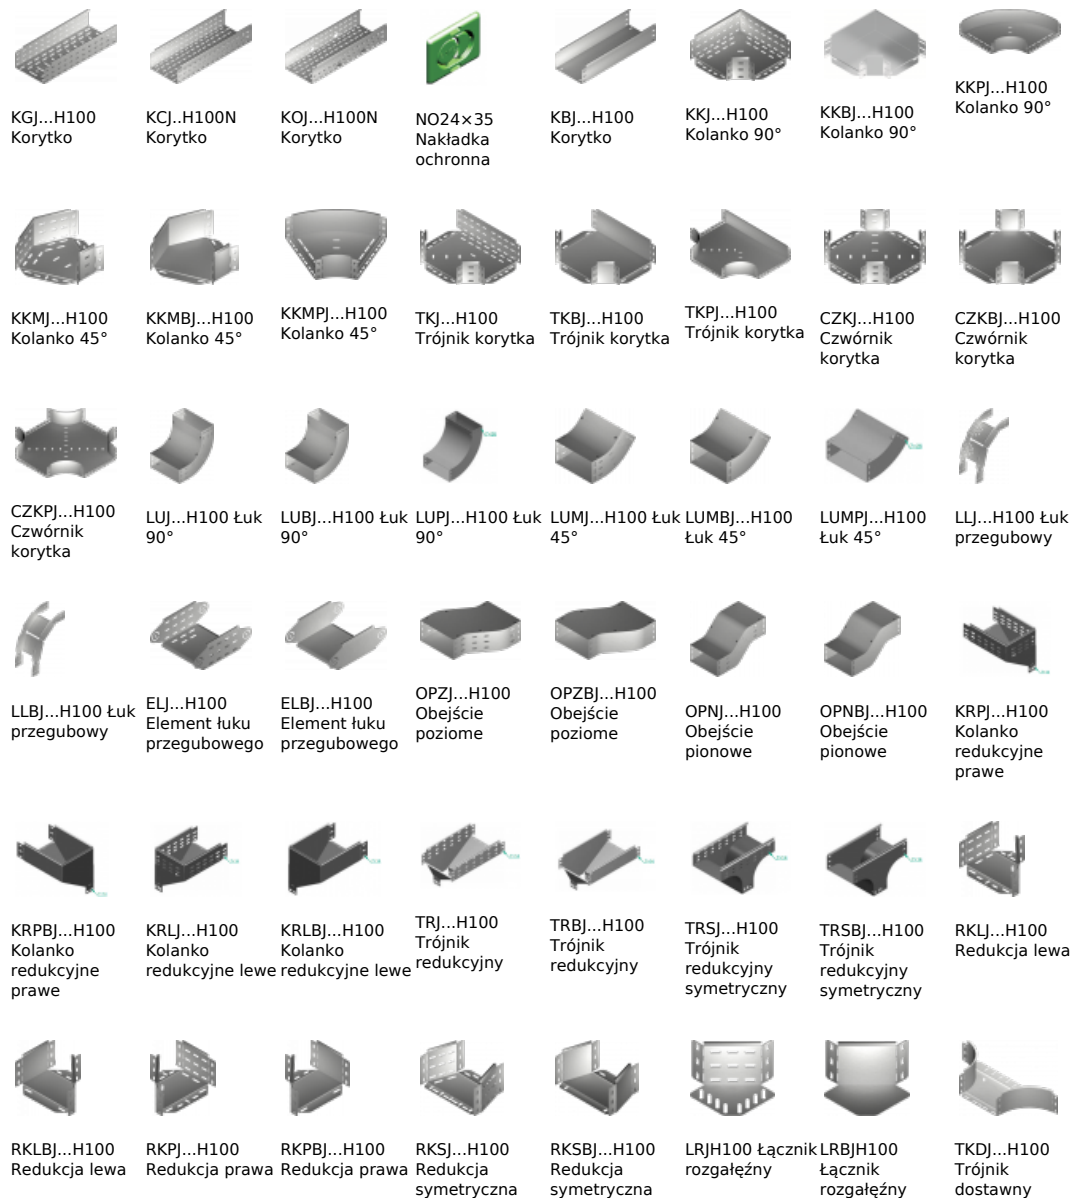 KGJ...H100
Korytko
KCJ..H100N
Korytko
KOJ...H100N
Korytko
NO24×35
Nakładka
ochronna
KBJ...H100
Korytko
KKJ...H100
Kolanko 90°
KKBJ...H100
Kolanko 90°
KKPJ...H100
Kolanko 90°
KKMJ...H100
Kolanko 45°
KKMBJ...H100
Kolanko 45°
KKMPJ...H100
Kolanko 45°
TKJ...H100
Trójnik korytka
TKBJ...H100
Trójnik korytka
TKPJ...H100
Trójnik korytka
CZKJ...H100
Czwórnik
korytka
CZKBJ...H100
Czwórnik
korytka
CZKPJ...H100
Czwórnik
korytka
LUJ...H100 Łuk
90°
LUBJ...H100 Łuk
90°
LUPJ...H100 Łuk
90°
LUMJ...H100 Łuk
45°
LUMBJ...H100
Łuk 45°
LUMPJ...H100
Łuk 45°
LLJ...H100 Łuk
przegubowy
LLBJ...H100 Łuk
przegubowy
ELJ...H100
Element łuku
przegubowego
ELBJ...H100
Element łuku
przegubowego
OPZJ...H100
Obejście
poziome
OPZBJ...H100
Obejście
poziome
OPNJ...H100
Obejście
pionowe
OPNBJ...H100
Obejście
pionowe
KRPJ...H100
Kolanko
redukcyjne
prawe
KRPBJ...H100
Kolanko
redukcyjne
prawe
KRLJ...H100
Kolanko
redukcyjne lewe
KRLBJ...H100
Kolanko
redukcyjne lewe
TRJ...H100
Trójnik
redukcyjny
TRBJ...H100
Trójnik
redukcyjny
TRSJ...H100
Trójnik
redukcyjny
symetryczny
TRSBJ...H100
Trójnik
redukcyjny
symetryczny
RKLJ...H100
Redukcja lewa
RKLBJ...H100
Redukcja lewa
RKPJ...H100
Redukcja prawa
RKPBJ...H100
Redukcja prawa
RKSJ...H100
Redukcja
symetryczna
RKSBJ...H100
Redukcja
symetryczna
LRJH100 Łącznik
rozgałęźny
LRBJH100
Łącznik
rozgałęźny
TKDJ...H100
Trójnik
dostawny